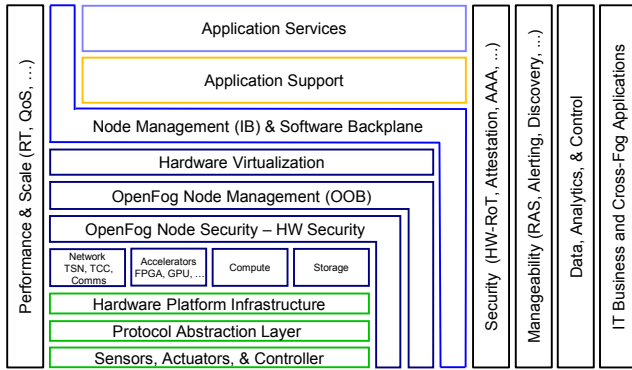 Performance & Scale (RT, QoS, …)
Application Services
Application Support
Node Management (IB) & Software Backplane
Hardware Virtualization
OpenFog Node Management (OOB)
OpenFog Node Security – HW Security
Network
TSN, TCC,
Comms
Accelerators
FPGA, GPU, …
Compute
Storage
Hardware Platform Infrastructure
Protocol Abstraction Layer
Sensors, Actuators, & Controller
Security (HW-RoT, Attestation, AAA, …)
Manageability (RAS, Alerting, Discovery, …)
Data, Analytics, & Control
IT Business and Cross-Fog Applications